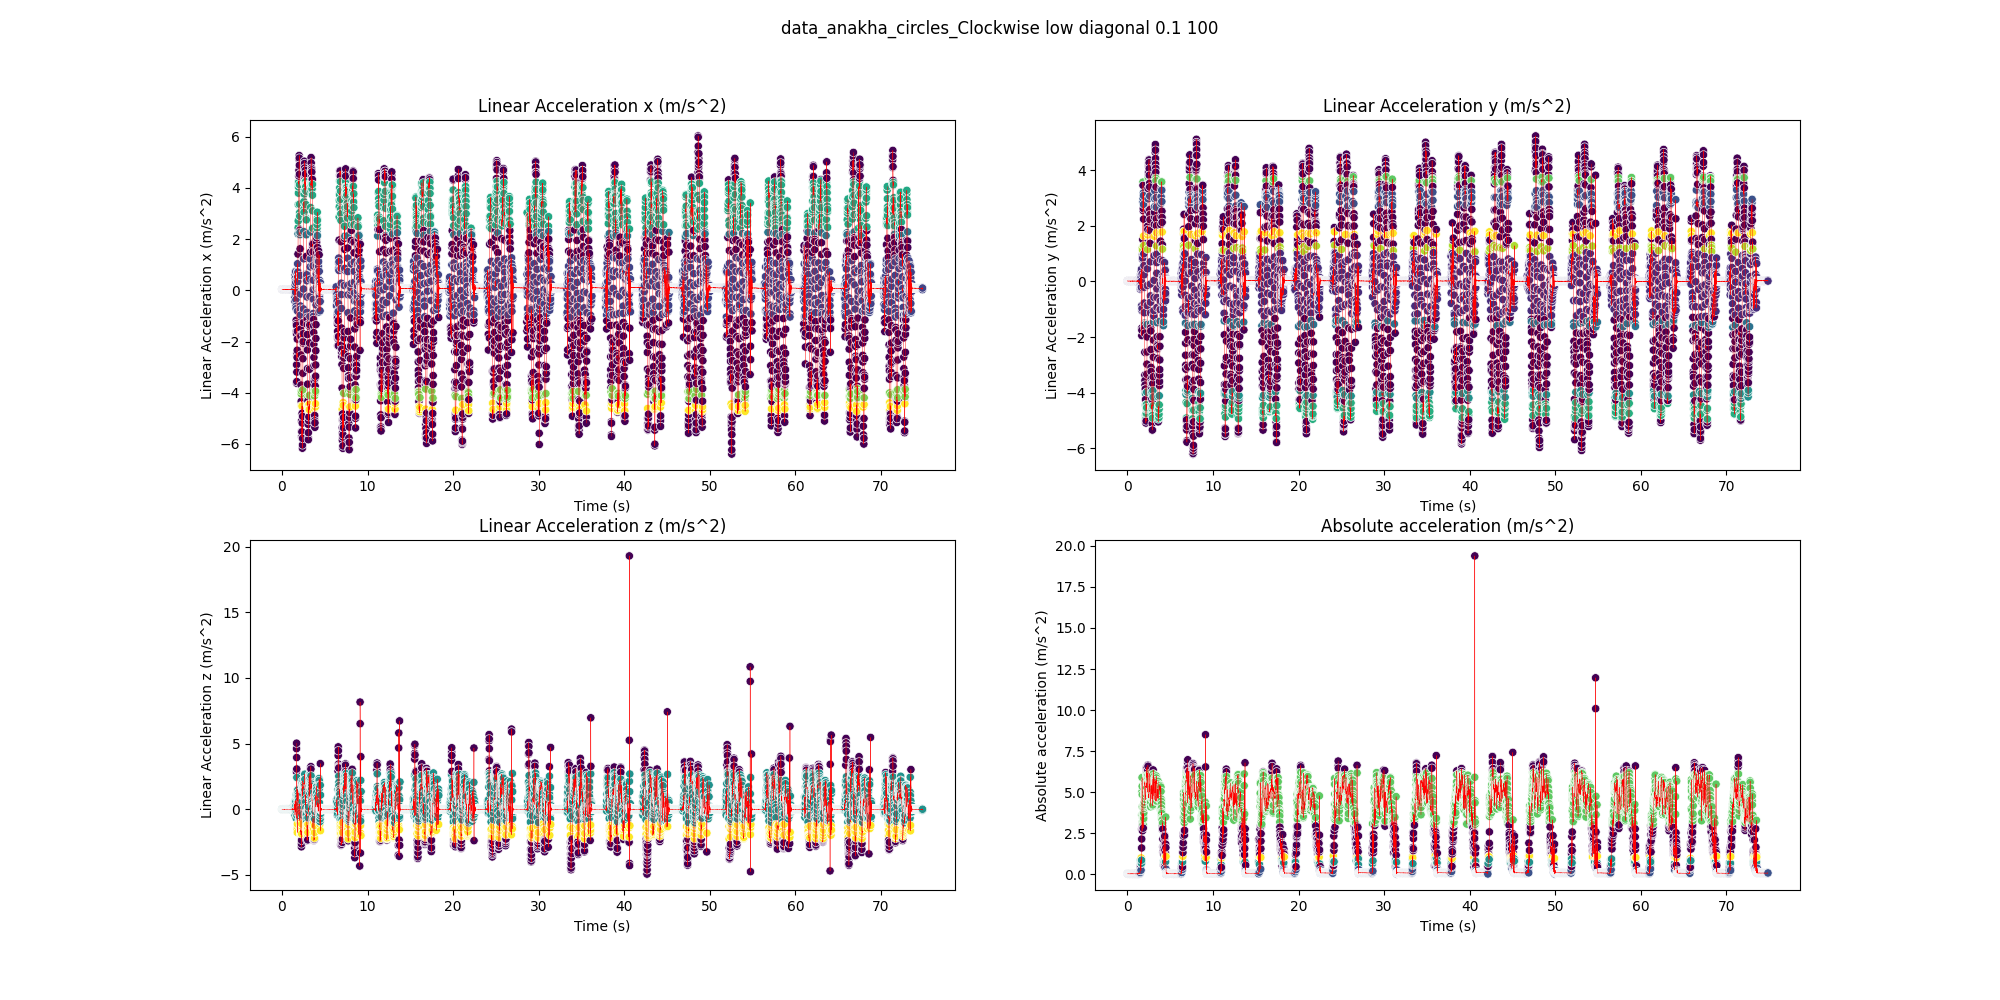 data_anakha_circles_Clockwise low diagonal 0.1 100
Linear Acceleration x (m/s^2)
Linear Acceleration x (m/s^2)
6
4
2
0
−2
−4
−6
0 10 20 30 40 50 60 70
Time (s)
Linear Acceleration y (m/s^2)
Linear Acceleration y (m/s^2)
4
2
0
−2
−4
−6
0 10 20 30 40 50 60 70
Time (s)
Linear Acceleration z (m/s^2)
Linear Acceleration z (m/s^2)
20
15
10
5
0
−5
0 10 20 30 40 50 60 70
Time (s)
Absolute acceleration (m/s^2)
Absolute acceleration (m/s^2)
20.0
17.5
15.0
12.5
10.0
7.5
5.0
2.5
0.0
0 10 20 30 40 50 60 70
Time (s)